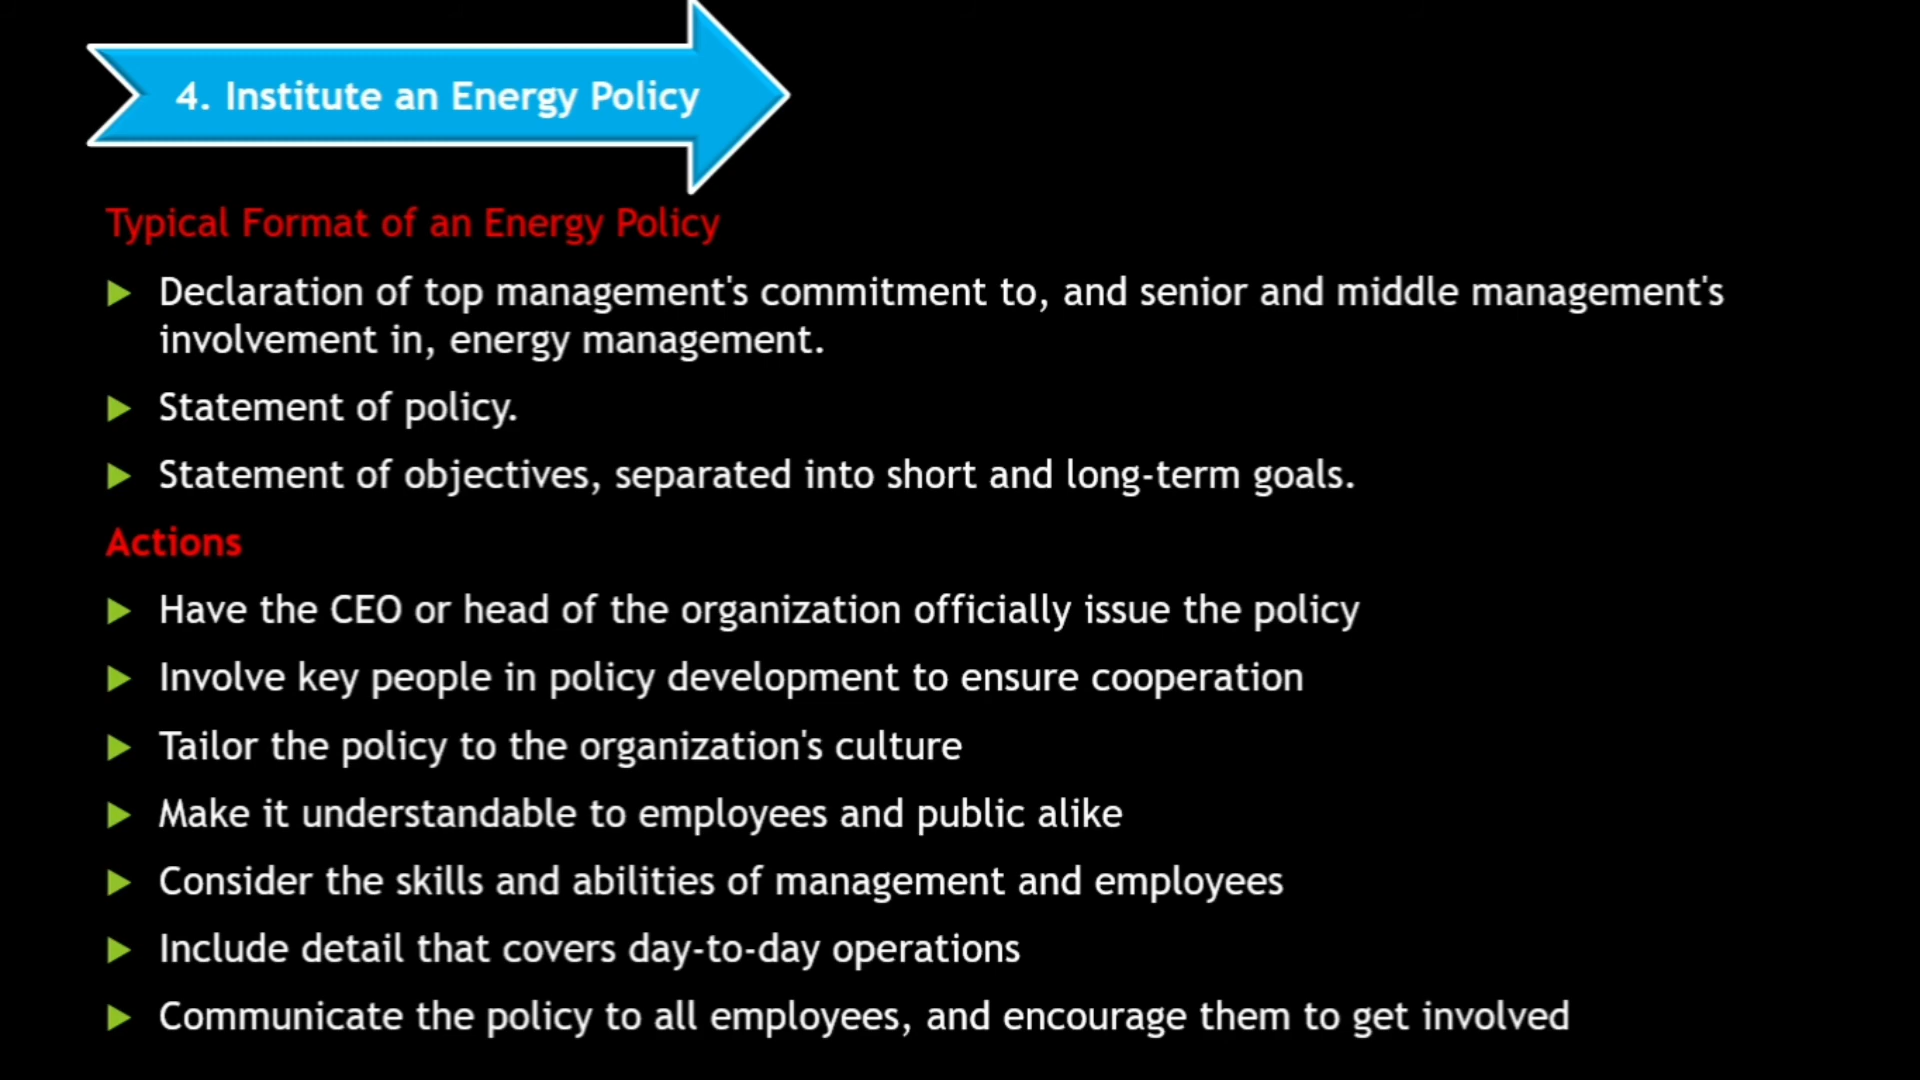 4. Institute an Energy Policy
Typical Format of an Energy Policy
Declaration of top management's commitment to, and senior and middle management's
involvement in, energy management.
Statement of policy.
Statement of objectives, separated into short and long-term goals.
Actions
Have the CEO or head of the organization officially issue the policy
Involve key people in policy development to ensure cooperation
Tailor the policy to the organization's culture
Make it understandable to employees and public alike
Consider the skills and abilities of management and employees
Include detail that covers day-to-day operations
Communicate the policy to all employees, and encourage them to get involved